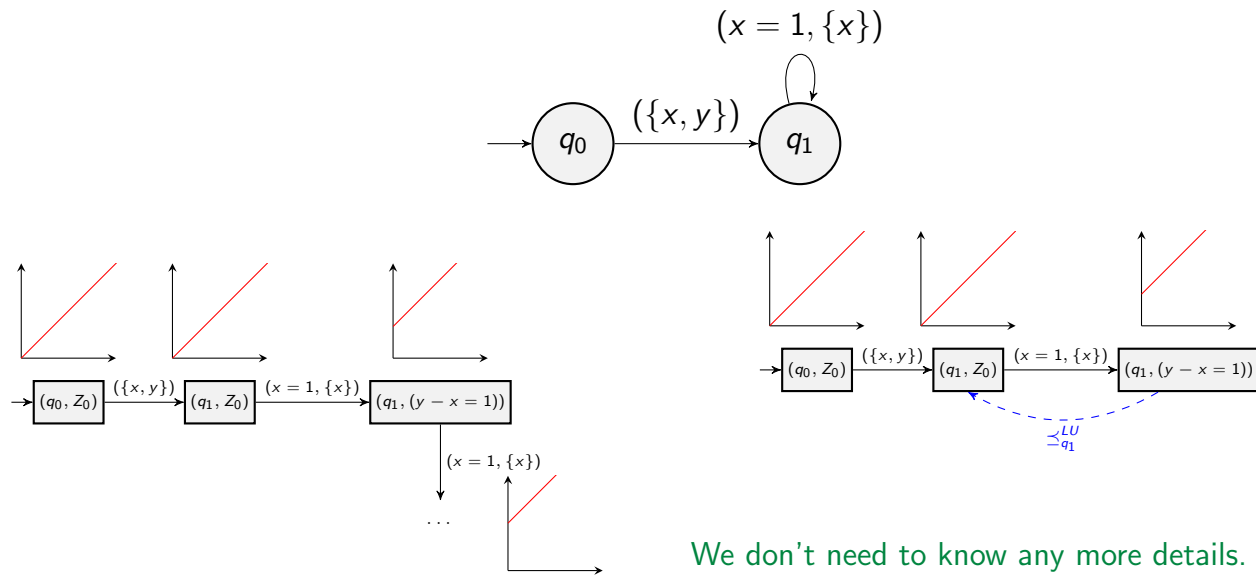 (x = 1, {x})
({x, y})
q₀
q₁
(q₀, Z₀)
({x, y})
(q₁, Z₀)
(x = 1, {x})
(q₁, (y − x = 1))
(x = 1, {x})
...
(q₀, Z₀)
({x, y})
(q₁, Z₀)
(x = 1, {x})
(q₁, (y − x = 1))
⪯^{LU}_{q₁}
We don't need to know any more details.